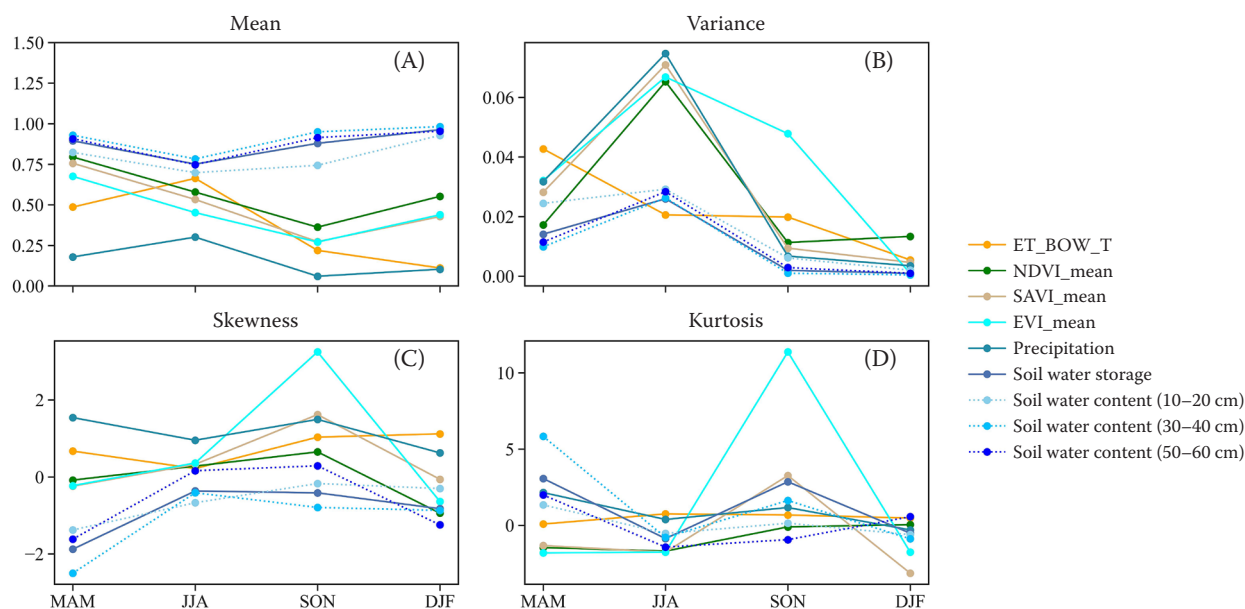 Mean
Variance
1.50
1.25
1.00
0.75
0.50
0.25
0.00
(A)
0.06
0.04
0.02
0.00
(B)
Skewness
Kurtosis
2
0
−2
(C)
MAM
JJA
SON
DJF
10
5
0
(D)
MAM
JJA
SON
DJF
ET_BOW_T
NDVI_mean
SAVI_mean
EVI_mean
Precipitation
Soil water storage
Soil water content (10–20 cm)
Soil water content (30–40 cm)
Soil water content (50–60 cm)